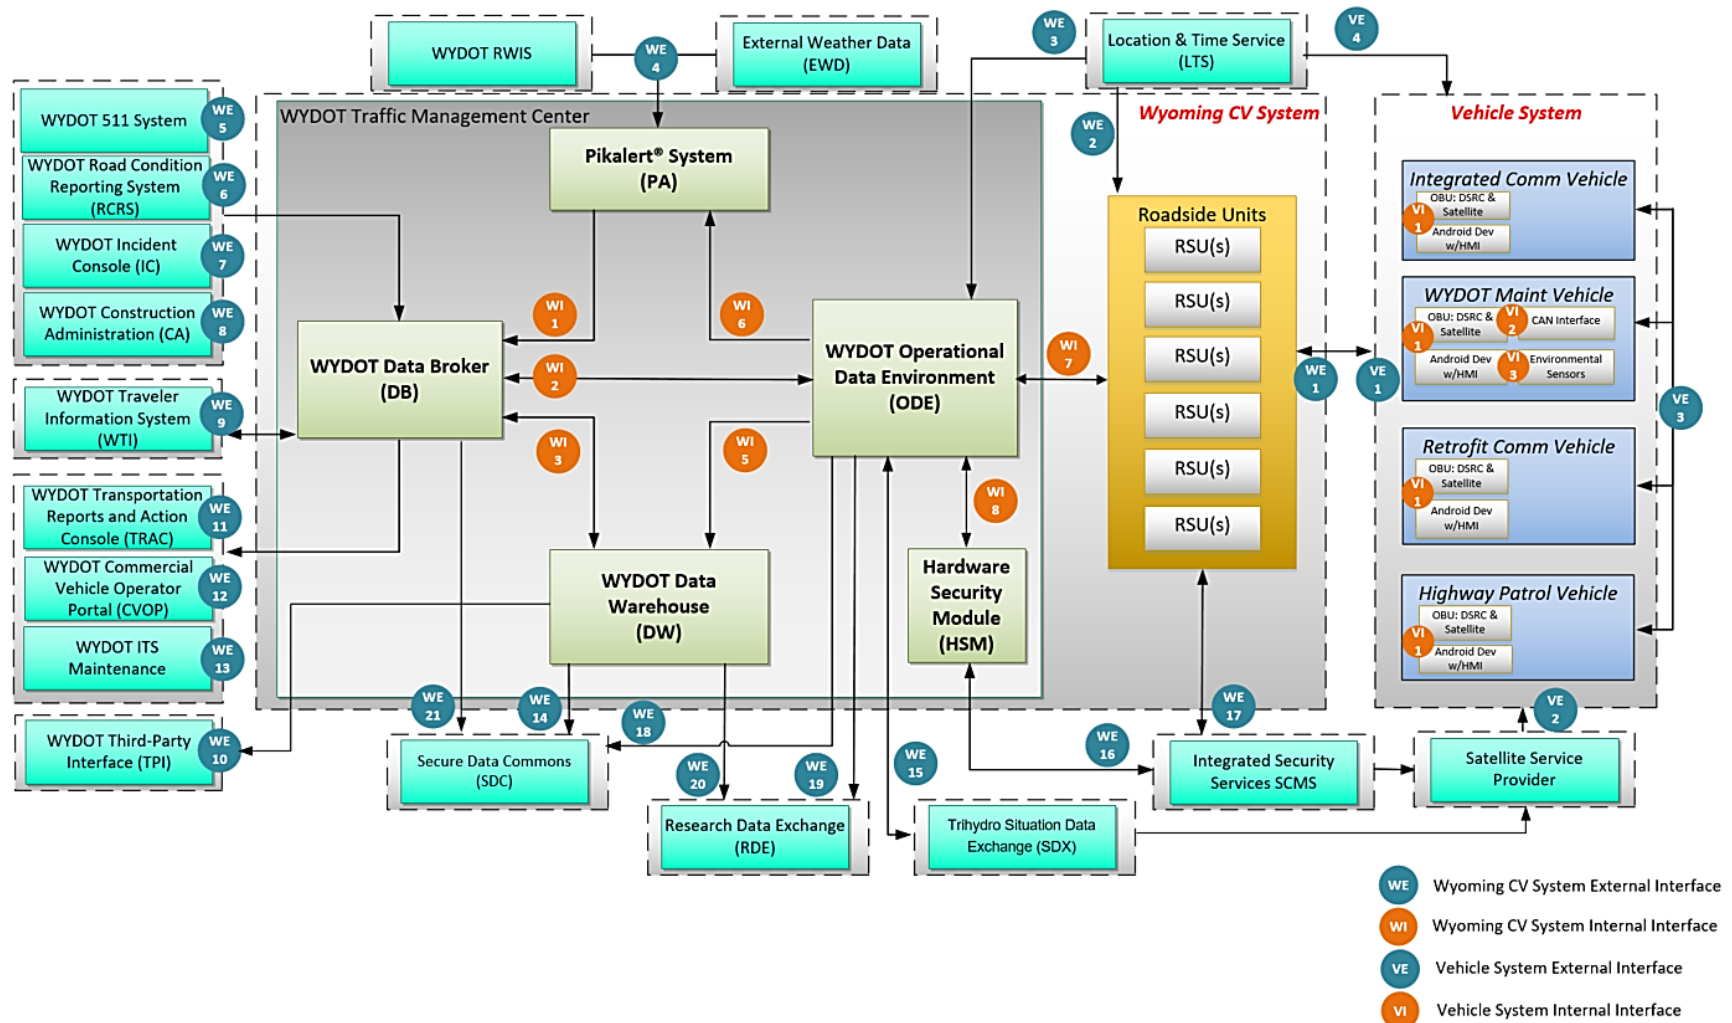 WYDOT RWIS
WE
4
External Weather Data
(EWD)
WE
3
Location & Time Service
(LTS)
VE
4
WYDOT 511 System
WE
5
WYDOT Road Condition
Reporting System
(RCRS)
WE
6
WYDOT Incident
Console (IC)
WE
7
WYDOT Construction
Administration (CA)
WE
8
WYDOT Traveler
Information System
(WTI)
WE
9
WYDOT Transportation
Reports and Action
Console (TRAC)
WE
11
WYDOT Commercial
Vehicle Operator
Portal (CVOP)
WE
12
WYDOT ITS
Maintenance
WE
13
WYDOT Third-Party
Interface (TPI)
WE
10
WYDOT Traffic Management Center
Pikalert® System
(PA)
WI
1
WI
6
WYDOT Data Broker
(DB)
WI
2
WYDOT Operational
Data Environment
(ODE)
WI
3
WI
5
WI
8
WYDOT Data
Warehouse
(DW)
Hardware
Security
Module
(HSM)
Wyoming CV System
WE
2
WI
7
Roadside Units
RSU(s)
RSU(s)
RSU(s)
RSU(s)
RSU(s)
RSU(s)
WE
1
VE
1
Vehicle System
Integrated Comm Vehicle
VI
1
OBU: DSRC &
Satellite
Android Dev
w/HMI
WYDOT Maint Vehicle
VI
1
OBU: DSRC &
Satellite
VI
2
CAN Interface
Android Dev
w/HMI
VI
3
Environmental
Sensors
VE
3
Retrofit Comm Vehicle
VI
1
OBU: DSRC &
Satellite
Android Dev
w/HMI
Highway Patrol Vehicle
VI
1
OBU: DSRC &
Satellite
Android Dev
w/HMI
WE
21
WE
14
WE
18
WE
20
WE
19
WE
15
WE
16
WE
17
VE
2
Secure Data Commons
(SDC)
Research Data Exchange
(RDE)
Trihydro Situation Data
Exchange (SDX)
Integrated Security
Services SCMS
Satellite Service
Provider
WE Wyoming CV System External Interface
WI Wyoming CV System Internal Interface
VE Vehicle System External Interface
VI Vehicle System Internal Interface